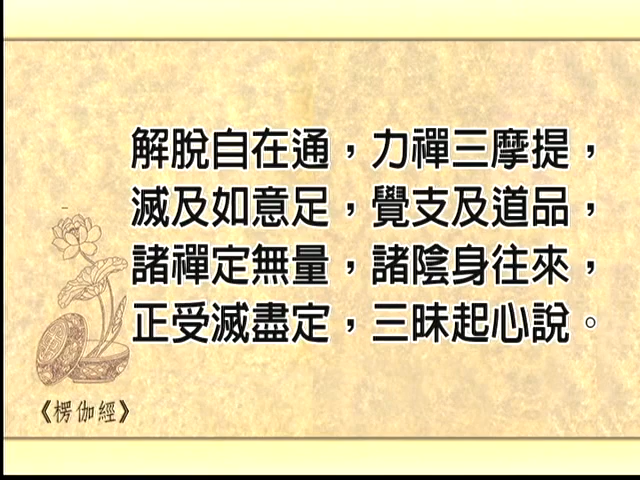 解脫自在通，力禪三摩提，
滅及如意足，覺支及道品，
諸禪定無量，諸陰身往來，
正受滅盡定，三昧起心說。
《楞伽經》